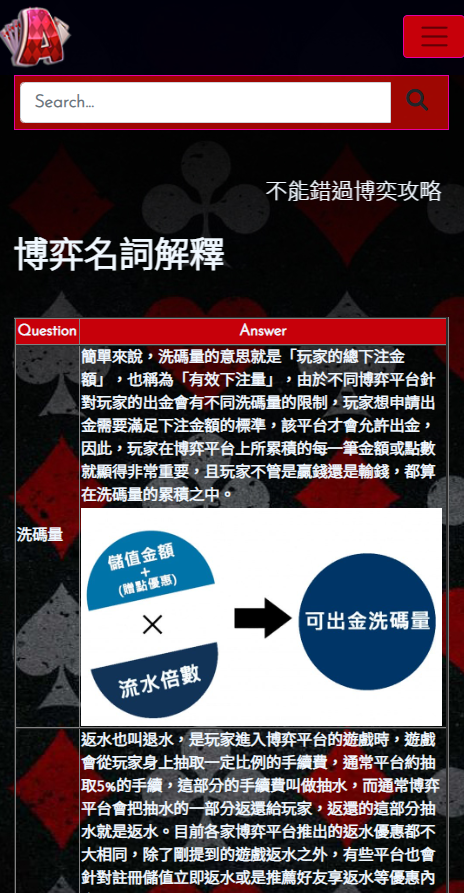 A
Search...
不能錯過博奕攻略
博弈名詞解釋
Question Answer
簡單來說，洗碼量的意思就是「玩家的總下注金
額」，也稱為「有效下注量」，由於不同博弈平台針
對玩家的出金會有不同洗碼量的限制，玩家想申請出
金需要滿足下注金額的標準，該平台才會允許出金，
因此，玩家在博弈平台上所累積的每一筆金額或點數
就顯得非常重要，且玩家不管是贏錢還是輸錢，都算
在洗碼量的累積之中。
洗碼量
儲值金額
+
(贈點優惠)
×
流水倍數
可出金洗碼量
返水也叫退水，是玩家進入博弈平台的遊戲時，遊戲
會從玩家身上抽取一定比例的手續費，通常平台約抽
取5%的手續，這部分的手續費叫做抽水，而通常博弈
平台會把抽水的一部分返還給玩家，返還的這部分抽
水就是返水。目前各家博弈平台推出的返水優惠都不
大相同，除了剛提到的遊戲返水之外，有些平台也會
針對註冊儲值立即返水或是推薦好友享返水等優惠內